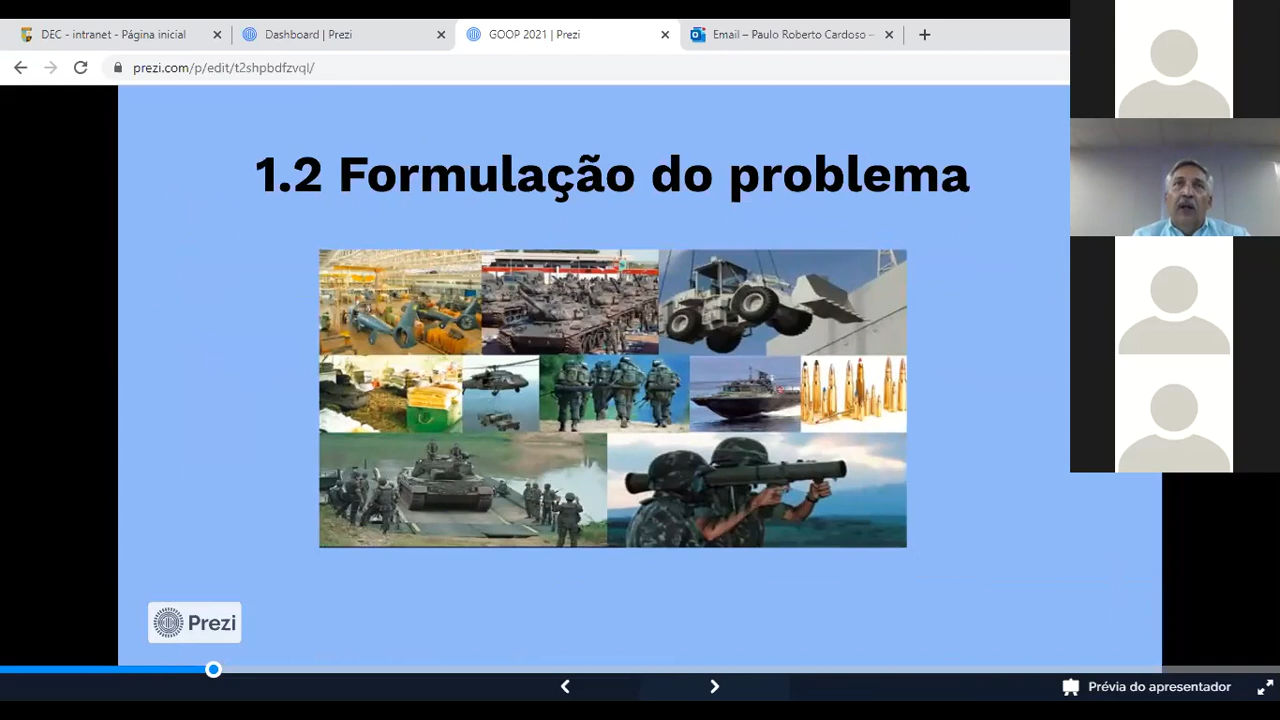 DEC - intranet - Página inicial
Dashboard | Prezi
GOOP 2021 | Prezi
Email – Paulo Roberto Cardoso –
prezi.com/p/edit/t2shpbdfzvql/
1.2 Formulação do problema
Prezi
Prévia do apresentador